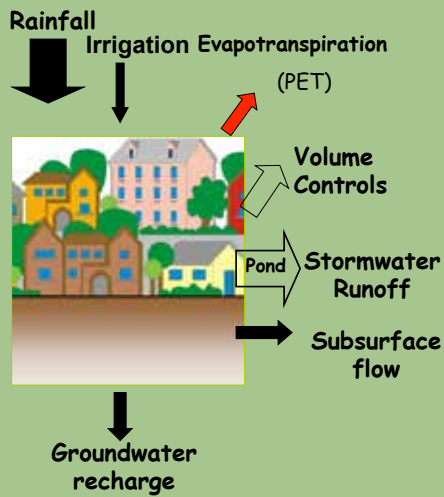 Rainfall
Irrigation Evapotranspiration
(PET)
Volume
Controls
Pond
Stormwater
Runoff
Subsurface
flow
Groundwater
recharge